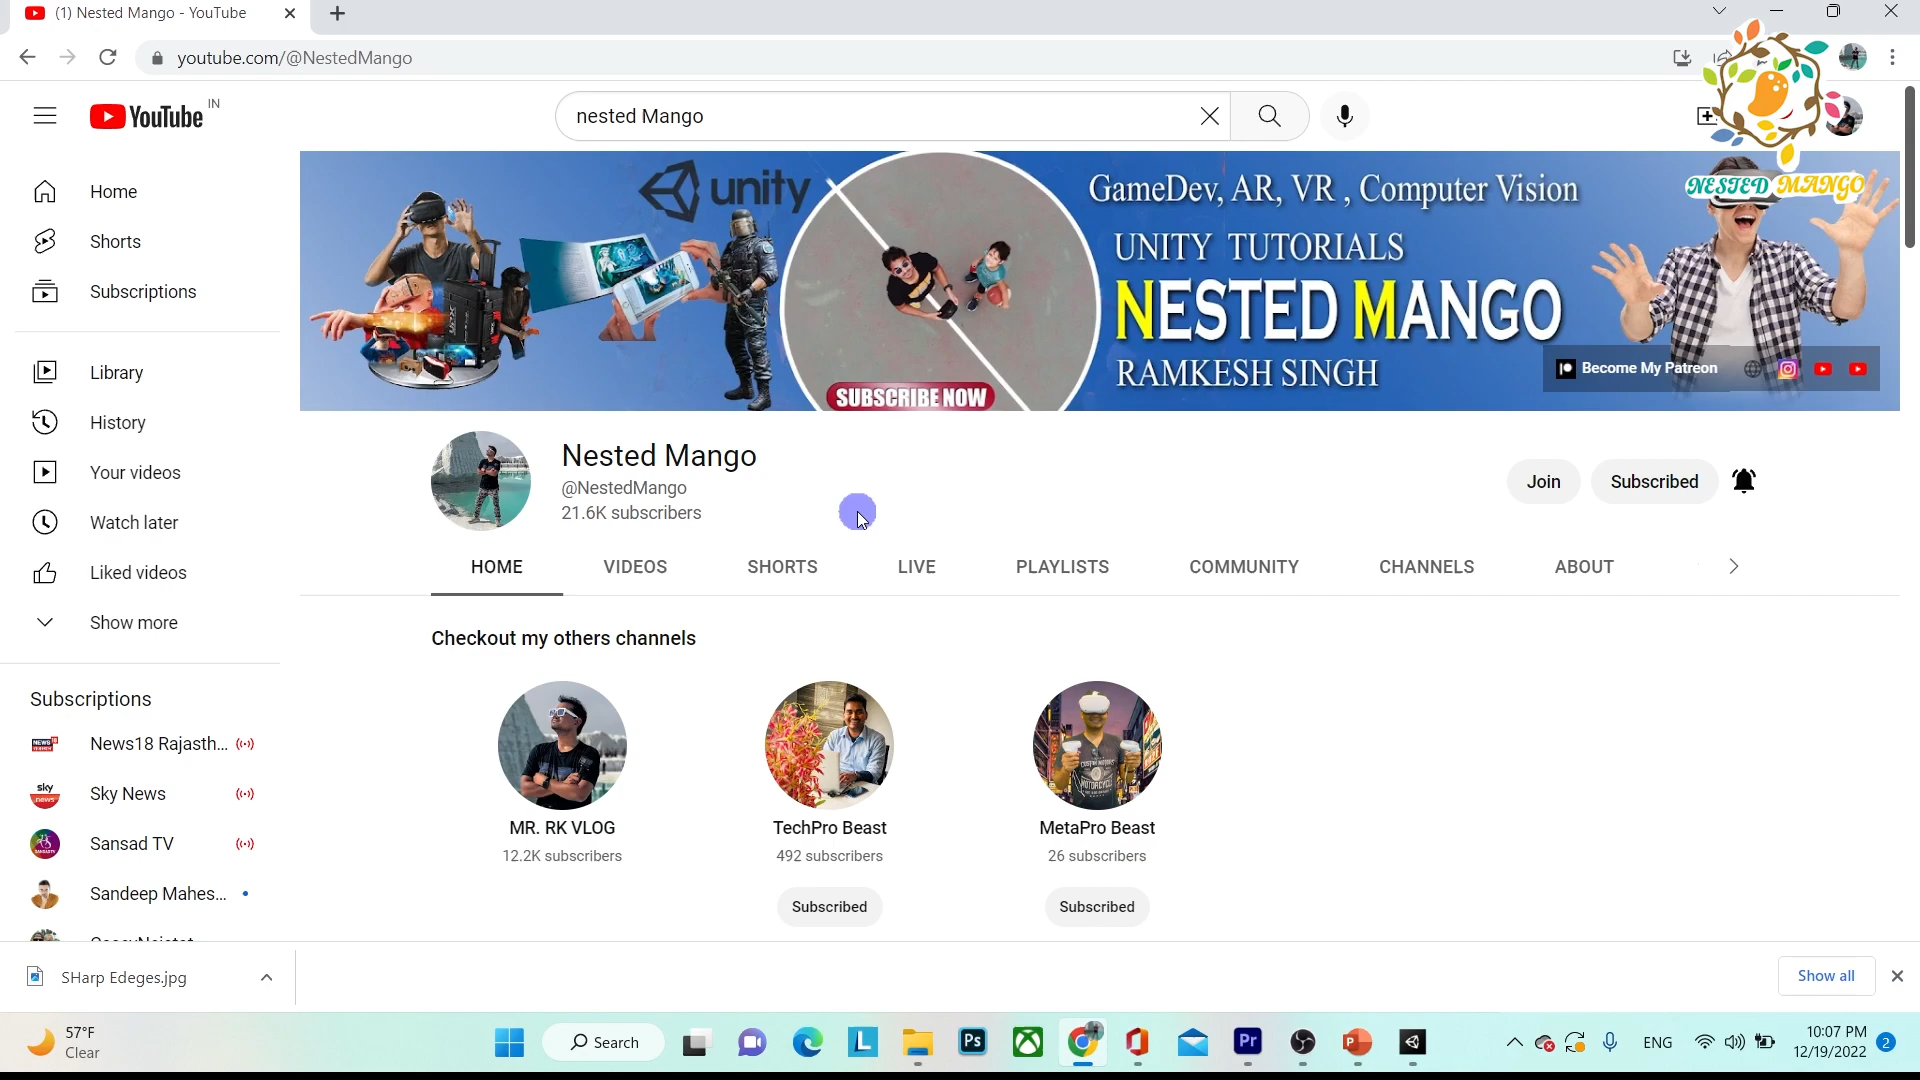 (1) Nested Mango - YouTube
youtube.com/@NestedMango
YouTube IN
nested Mango
NESTED MANGO
Home
Shorts
Subscriptions
Library
History
Your videos
Watch later
Liked videos
Show more
Subscriptions
News18 Rajasth...
Sky News
Sansad TV
Sandeep Mahes...
unity
SUBSCRIBE NOW
GameDev, AR, VR , Computer Vision
UNITY TUTORIALS
NESTED MANGO
RAMKESH SINGH
Become My Patreon
Nested Mango
@NestedMango
21.6K subscribers
Join
Subscribed
HOME VIDEOS SHORTS LIVE PLAYLISTS COMMUNITY CHANNELS ABOUT
Checkout my others channels
MR. RK VLOG TechPro Beast MetaPro Beast
12.2K subscribers 492 subscribers 26 subscribers
Subscribed Subscribed
SHarp Edeges.jpg
Show all
57°F
Clear
Search
Ps
L
Pr
ENG
10:07 PM
12/19/2022
2